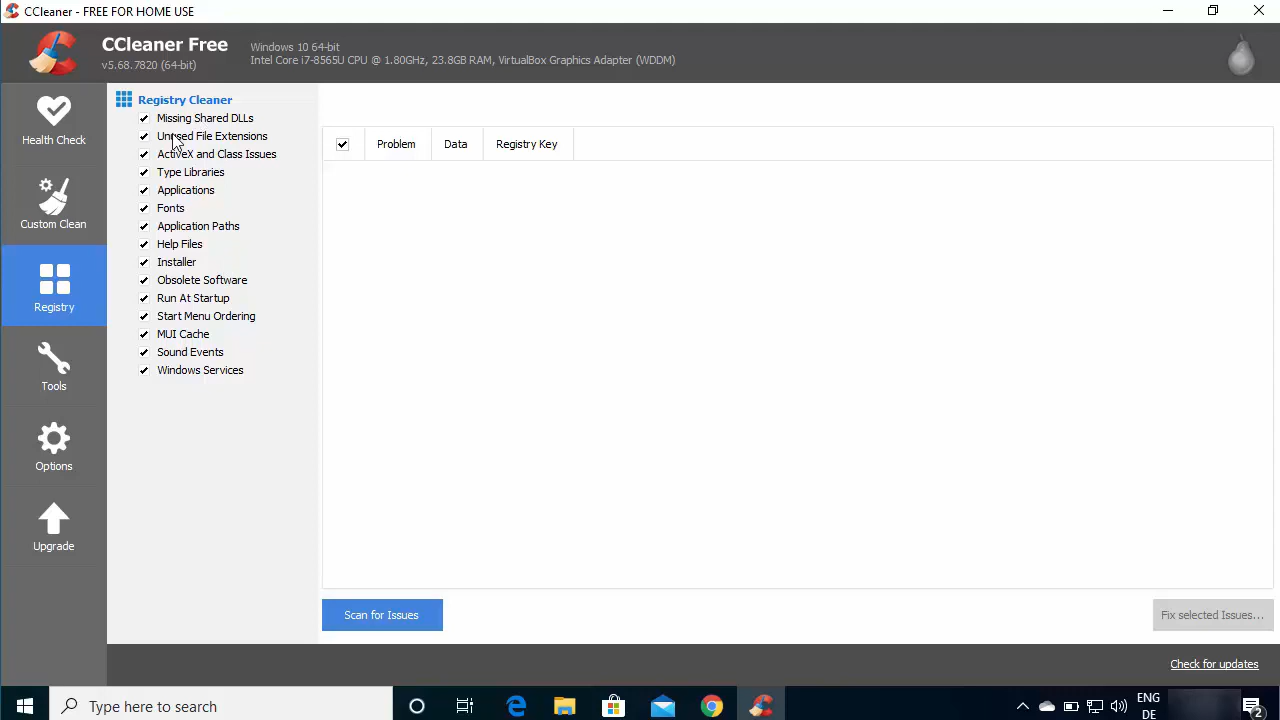 CCleaner - FREE FOR HOME USE
CCleaner Free
v5.68.7820 (64-bit)
Windows 10 64-bit
Intel Core i7-8565U CPU @ 1.80GHz, 23.8GB RAM, VirtualBox Graphics Adapter (WDDM)
Health Check
Custom Clean
Registry
Tools
Options
Upgrade
Registry Cleaner
Missing Shared DLLs
Unused File Extensions
ActiveX and Class Issues
Type Libraries
Applications
Fonts
Application Paths
Help Files
Installer
Obsolete Software
Run At Startup
Start Menu Ordering
MUI Cache
Sound Events
Windows Services
Problem Data Registry Key
Scan for Issues
Fix selected Issues...
Check for updates
Type here to search
ENG
DE
2